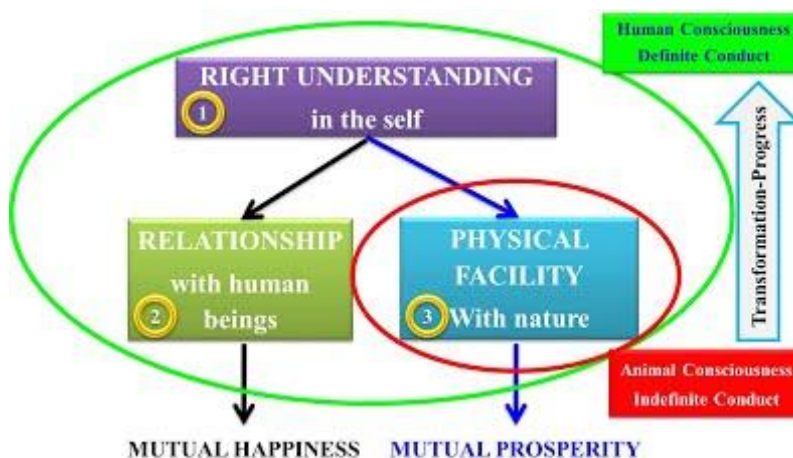 Human Consciousness
Definite Conduct
RIGHT UNDERSTANDING
in the self
1
RELATIONSHIP
with human
beings
2
PHYSICAL
FACILITY
With nature
3
Transformation-Progress
Animal Consciousness
Indefinite Conduct
MUTUAL HAPPINESS
MUTUAL PROSPERITY